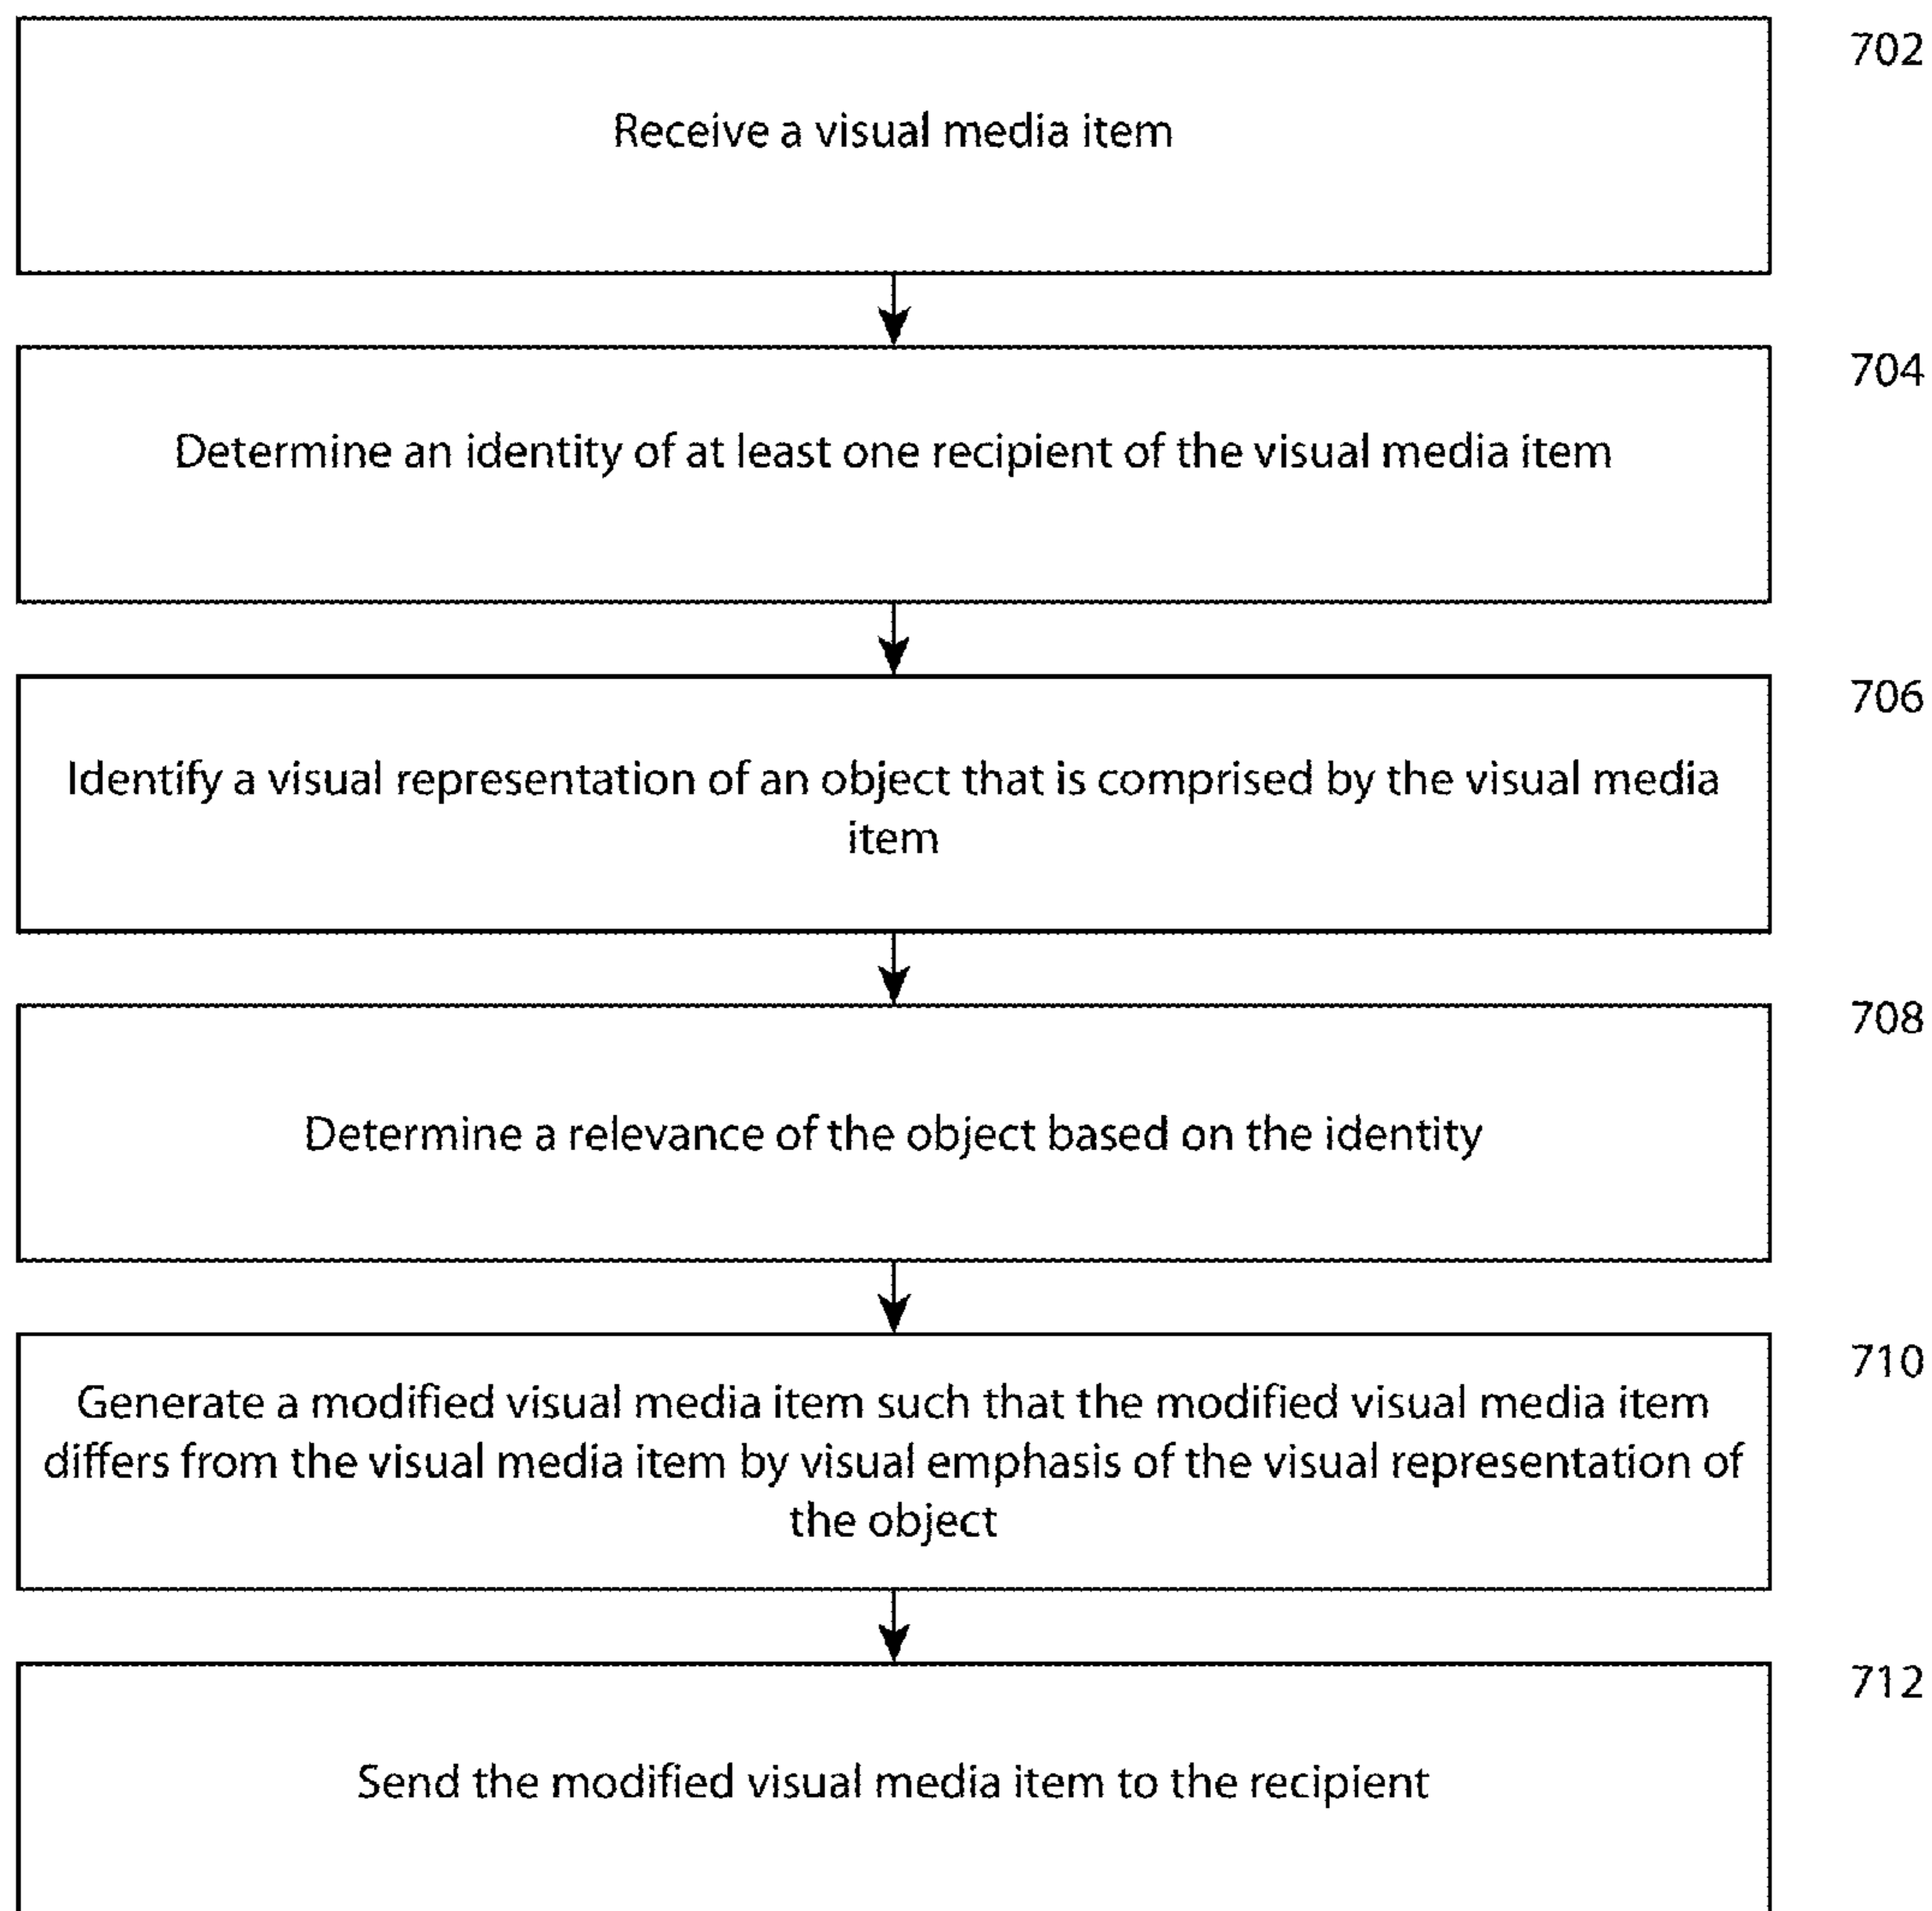 702
Receive a visual media item
704
Determine an identity of at least one recipient of the visual media item
706
Identify a visual representation of an object that is comprised by the visual media
item
708
Determine a relevance of the object based on the identity
710
Generate a modified visual media item such that the modified visual media item
differs from the visual media item by visual emphasis of the visual representation of
the object
712
Send the modified visual media item to the recipient